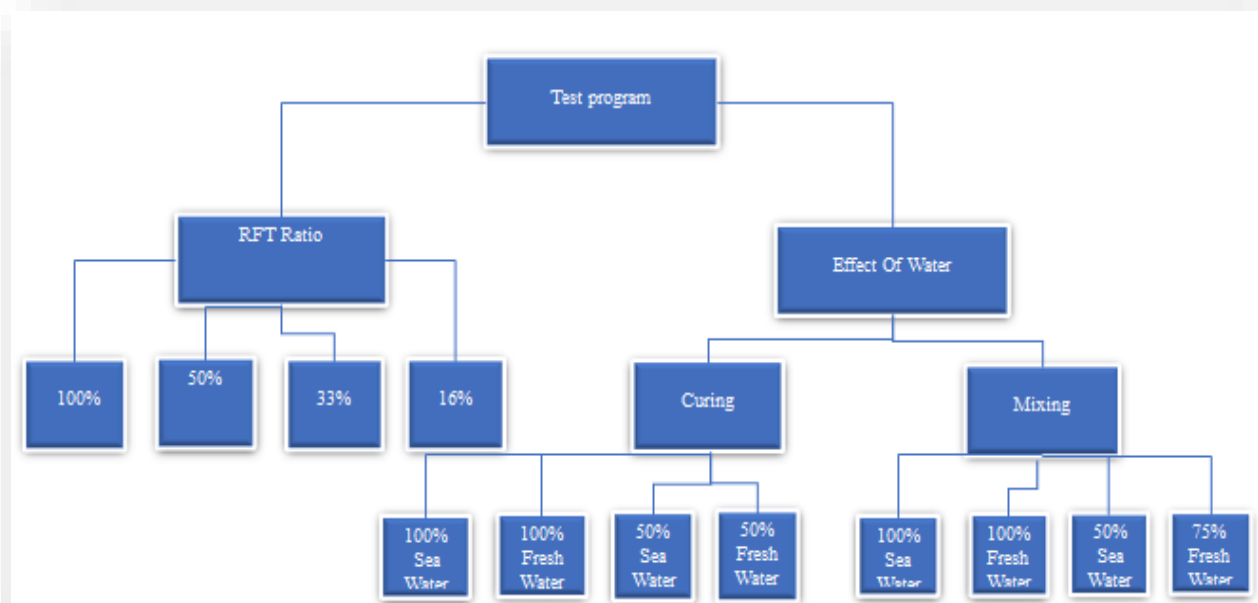 Test program
RFT Ratio
Effect Of Water
100%
50%
33%
16%
Curing
Mixing
100%
Sea
Water
100%
Fresh
Water
50%
Sea
Water
50%
Fresh
Water
100%
Sea
Water
100%
Fresh
Water
50%
Sea
Water
75%
Fresh
Water